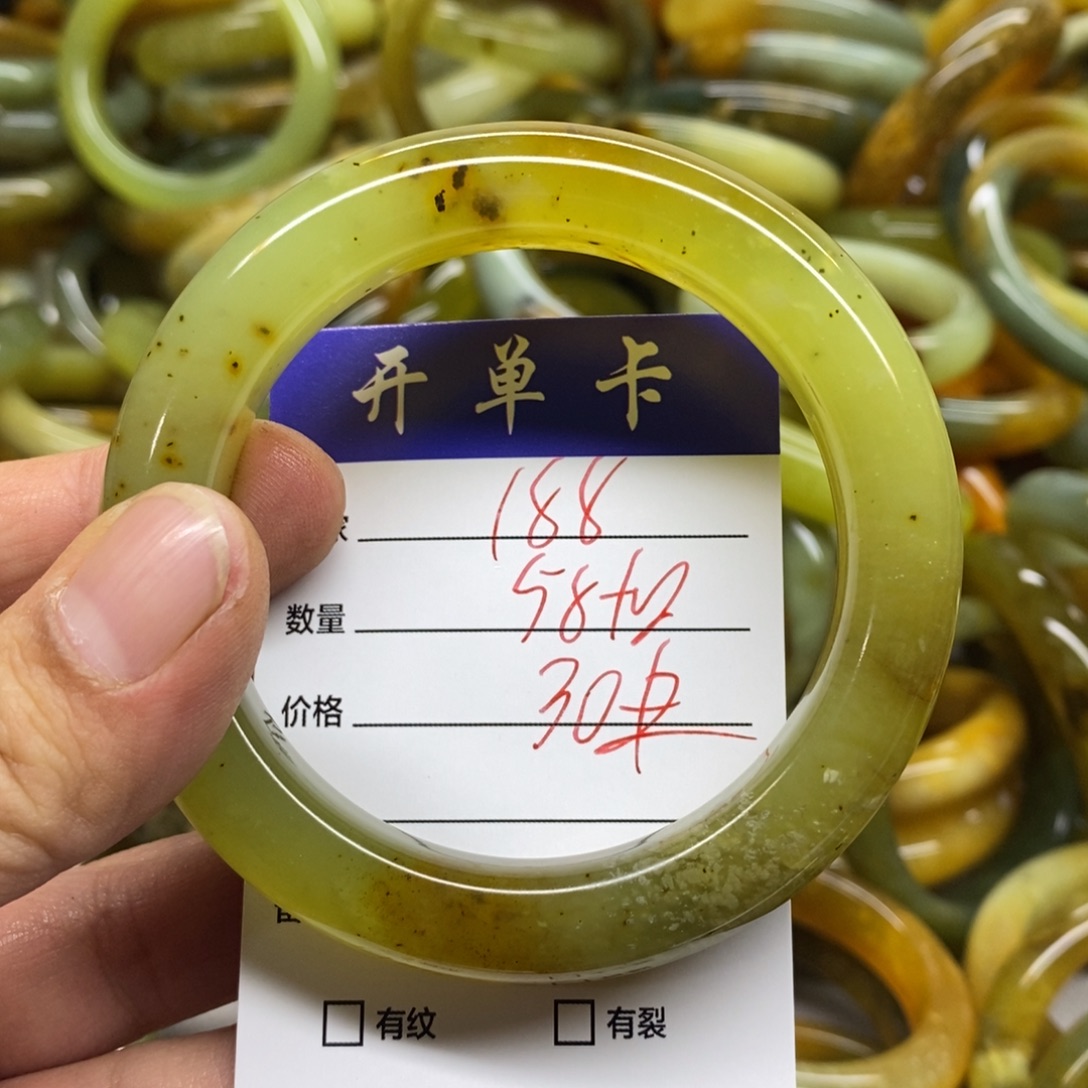 开单卡
188
数量 58
价格 30
有纹 有裂